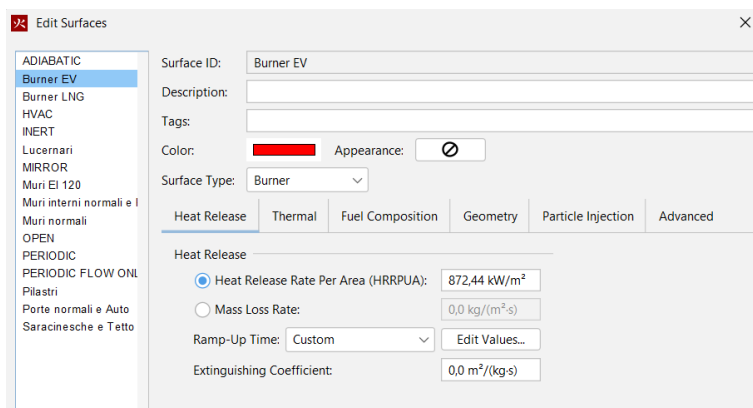 Edit Surfaces
ADIABATIC
Burner EV
Burner LNG
HVAC
INERT
Lucernari
MIRROR
Muri EI 120
Muri interni normali e l
Muri normali
OPEN
PERIODIC
PERIODIC FLOW ONL
Pilastri
Porte normali e Auto
Saracinesche e Tetto
Surface ID: Burner EV
Description:
Tags:
Color: Appearance:
Surface Type: Burner
Heat Release Thermal Fuel Composition Geometry Particle Injection Advanced
Heat Release
Heat Release Rate Per Area (HRRPUA): 872,44 kW/m²
Mass Loss Rate: 0,0 kg/(m²·s)
Ramp-Up Time: Custom Edit Values...
Extinguishing Coefficient: 0,0 m²/(kg·s)